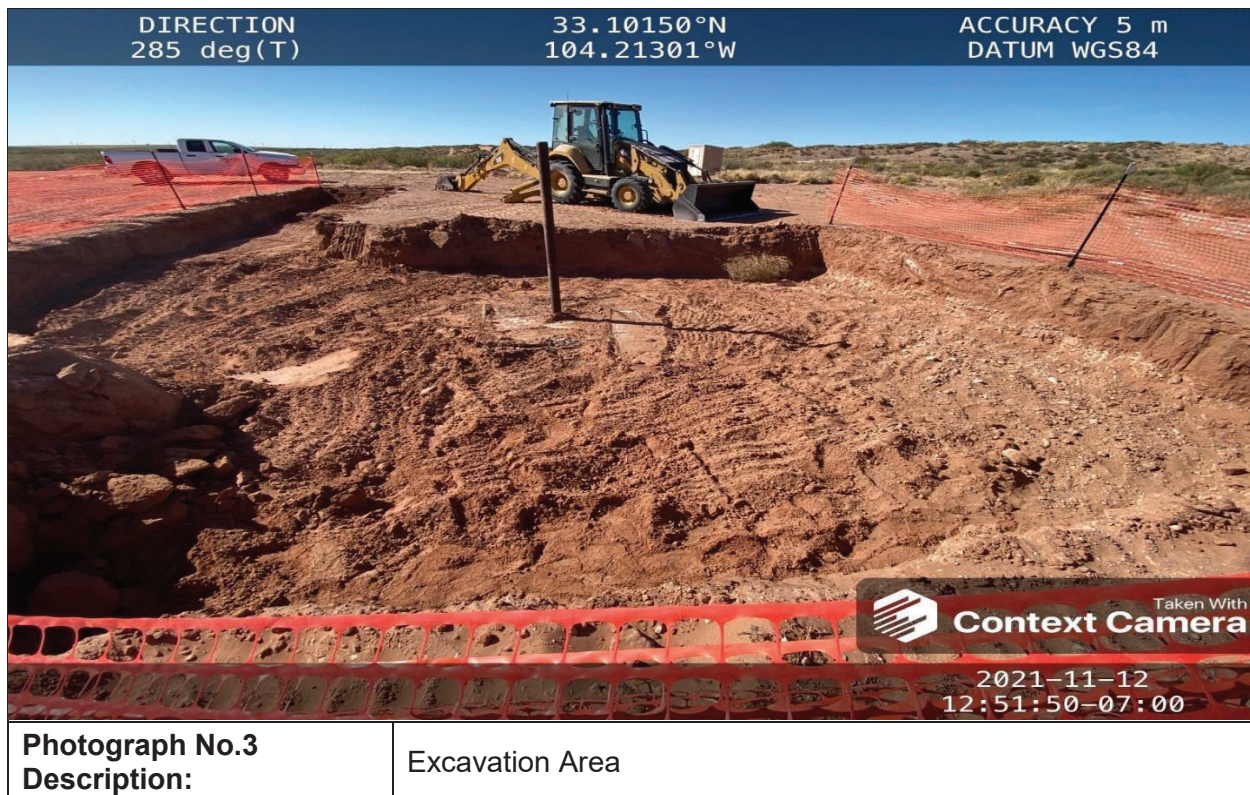 DIRECTION
285 deg(T)
33.10150°N
104.21301°W
ACCURACY 5 m
DATUM WGS84
Taken With
Context Camera
2021-11-12
12:51:50-07:00
Photograph No.3
Description:
Excavation Area